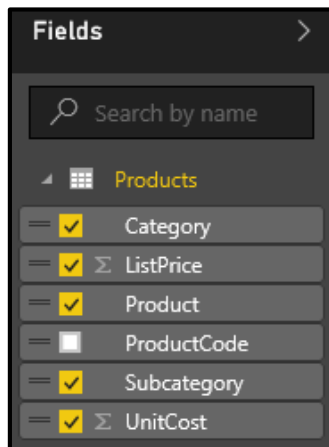 Fields
Search by name
Products
Category
Σ ListPrice
Product
ProductCode
Subcategory
Σ UnitCost